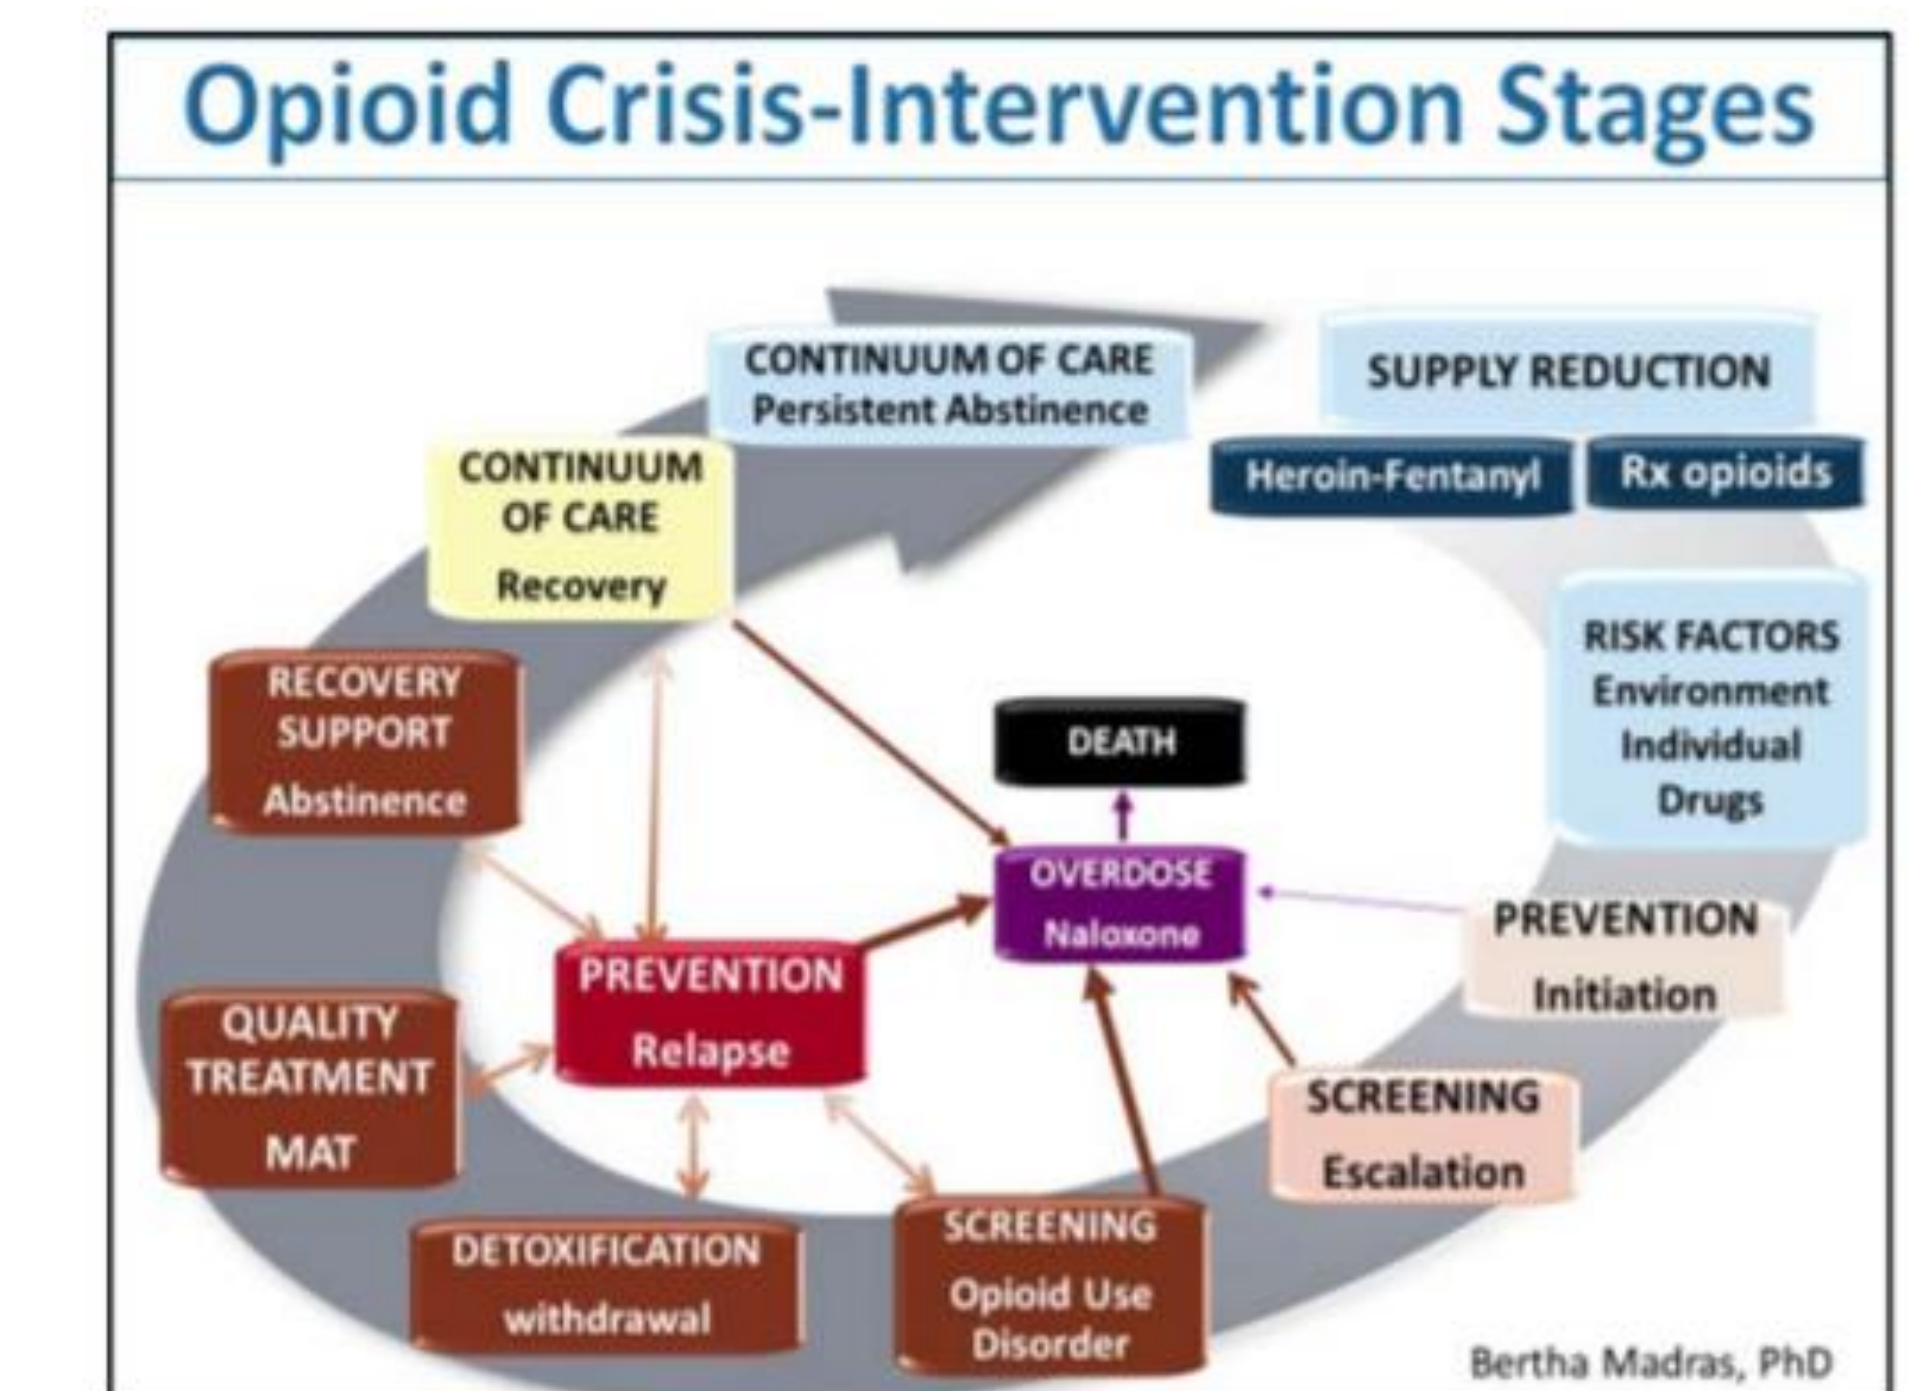 Opioid Crisis-Intervention Stages
CONTINUUM OF CARE
Persistent Abstinence
SUPPLY REDUCTION
Heroin-Fentanyl
Rx opioids
CONTINUUM
OF CARE
Recovery
RISK FACTORS
Environment
Individual
Drugs
RECOVERY
SUPPORT
Abstinence
DEATH
OVERDOSE
Naloxone
PREVENTION
Initiation
PREVENTION
Relapse
QUALITY
TREATMENT
MAT
SCREENING
Escalation
DETOXIFICATION
withdrawal
SCREENING
Opioid Use
Disorder
Bertha Madras, PhD